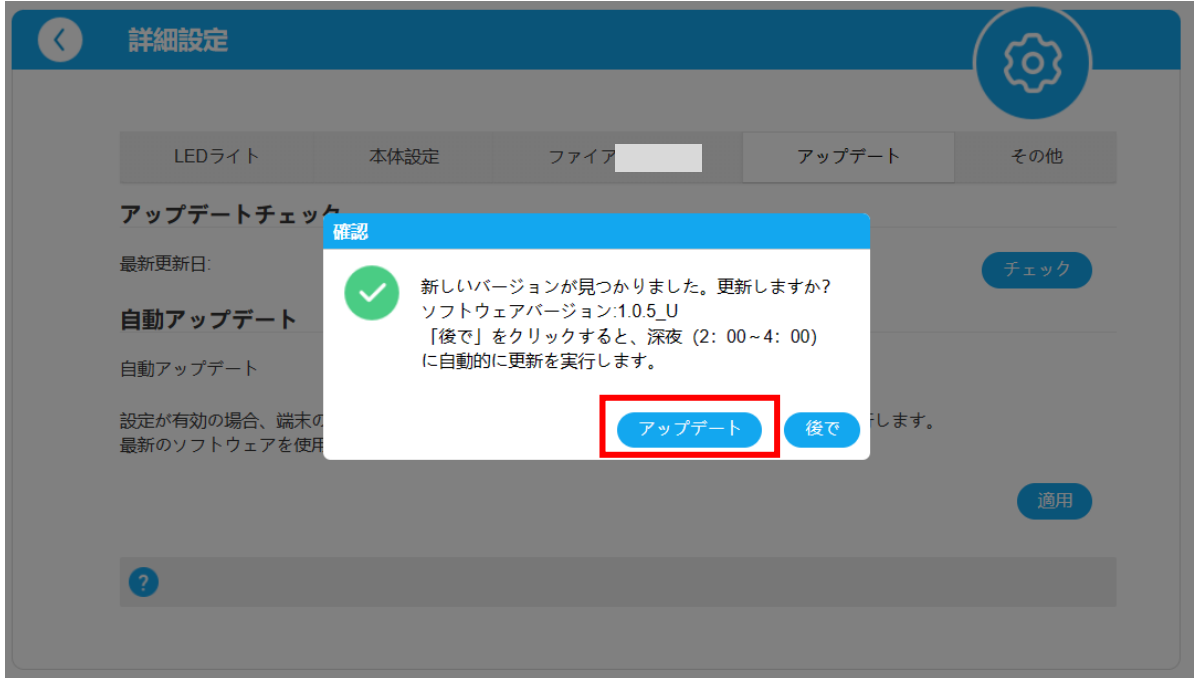 詳細設定
LEDライト 本体設定 ファイア アップデート その他
アップデートチェック
最新更新日: チェック
自動アップデート
自動アップデート
設定が有効の場合、端末の します。
最新のソフトウェアを使用
確認
新しいバージョンが見つかりました。更新しますか?
ソフトウェアバージョン:1.0.5_U
「後で」をクリックすると、深夜 (2: 00~4: 00)
に自動的に更新を実行します。
アップデート 後で
適用
?